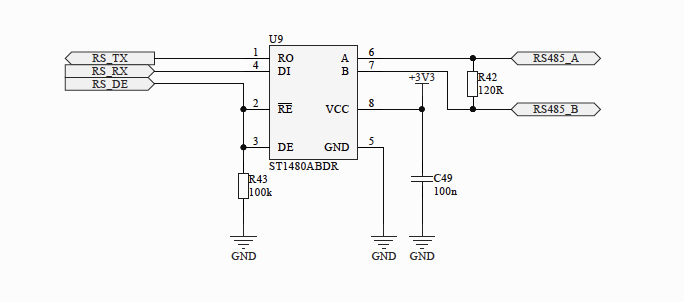 U9
RS_TX
1
RO
A
6
RS485_A
RS_RX
4
DI
B
7
+3V3
R42
120R
RS_DE
2
RE
VCC
8
RS485_B
3
DE
GND
5
ST1480ABDR
R43
100k
C49
100n
GND
GND
GND